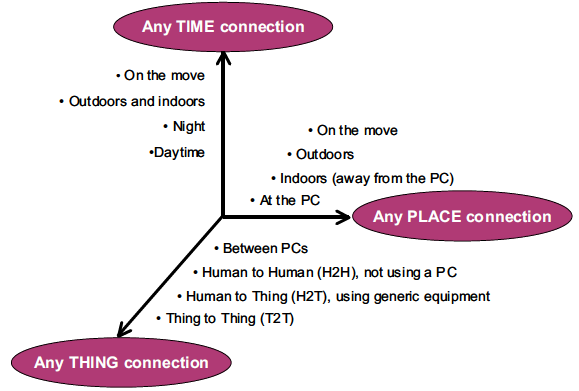 Any TIME connection
• On the move
• Outdoors and indoors
• Night
•Daytime
• On the move
• Outdoors
• Indoors (away from the PC)
• At the PC
Any PLACE connection
• Between PCs
• Human to Human (H2H), not using a PC
• Human to Thing (H2T), using generic equipment
• Thing to Thing (T2T)
Any THING connection